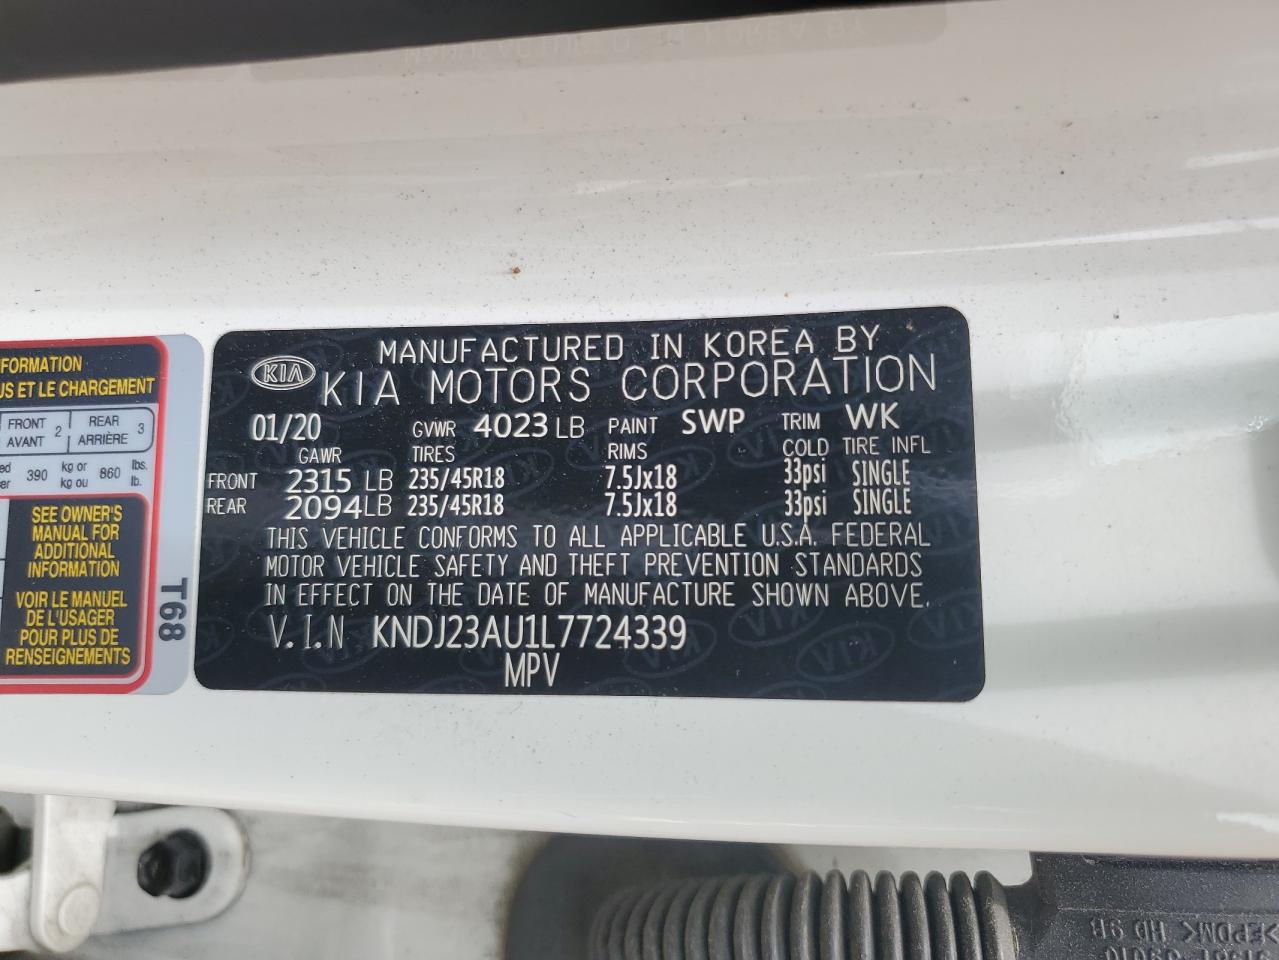 MANUFACTURED IN KOREA BY
KIA KIA MOTORS CORPORATION
01/20 GVWR 4023 LB PAINT SWP TRIM WK
GAWR TIRES RIMS COLD TIRE INFL
FRONT 2315 LB 235/45R18 7.5Jx18 33psi SINGLE
REAR 2094 LB 235/45R18 7.5Jx18 33psi SINGLE
THIS VEHICLE CONFORMS TO ALL APPLICABLE U.S.A. FEDERAL
MOTOR VEHICLE SAFETY AND THEFT PREVENTION STANDARDS
IN EFFECT ON THE DATE OF MANUFACTURE SHOWN ABOVE.
V.I.N KNDJ23AU1L7724339
MPV
US ET LE CHARGEMENT
FRONT 2 REAR 3
AVANT ARRIÈRE
390 kg or 860 lbs.
kg ou lb.
SEE OWNER'S
MANUAL FOR
ADDITIONAL
INFORMATION
VOIR LE MANUEL
DE L'USAGER
POUR PLUS DE
RENSEIGNEMENTS
T68
>EPDM< HD 9B